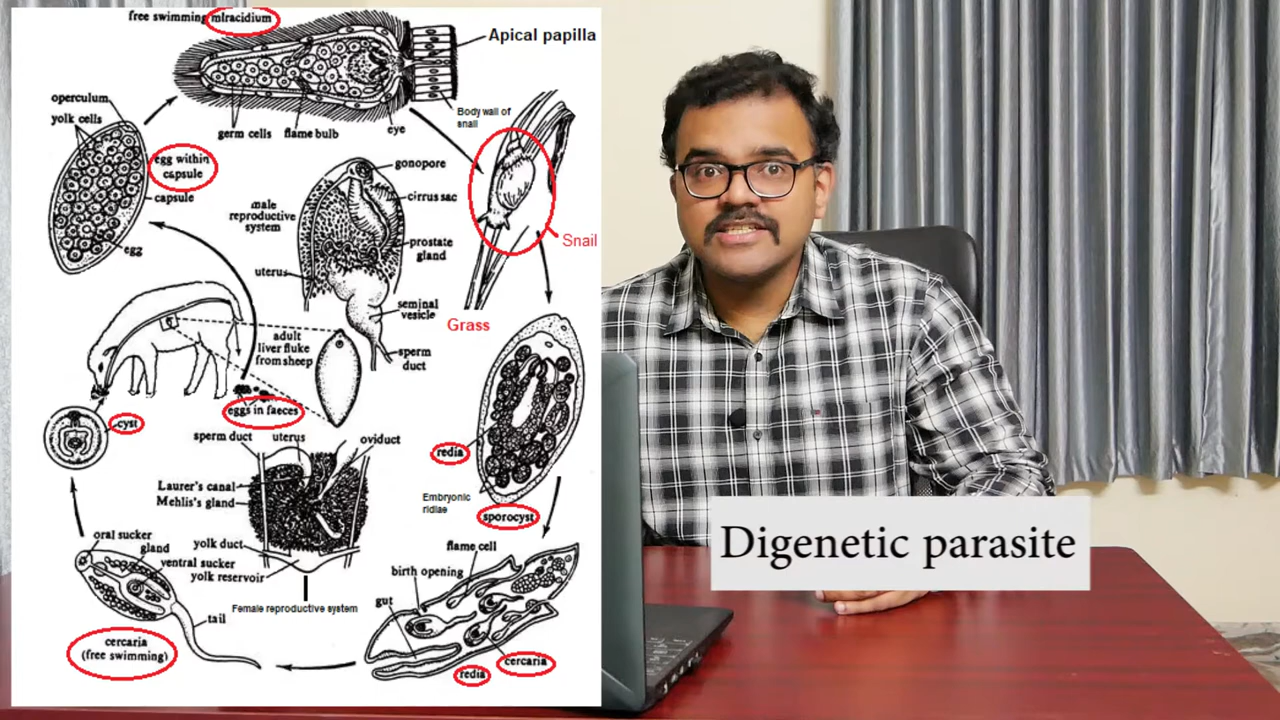 free swimming miracidium
Apical papilla
operculum
yolk cells
Body wall of
snail
germ cells
flame bulb
eye
egg within
capsule
capsule
egg
gonopore
cirrus sac
male
reproductive
system
prostate
gland
uterus
seminal
vesicle
sperm
duct
Snail
Grass
adult
liver fluke
from sheep
eggs in faeces
cyst
sperm duct
uterus
oviduct
Laurer's canal
Mehlis's gland
yolk duct
yolk reservoir
Female reproductive system
redia
Embryonic
ridiae
sporocyst
oral sucker
gland
ventral sucker
tail
cercaria
(free swimming)
flame cell
birth opening
gut
cercaria
redia
Digenetic parasite